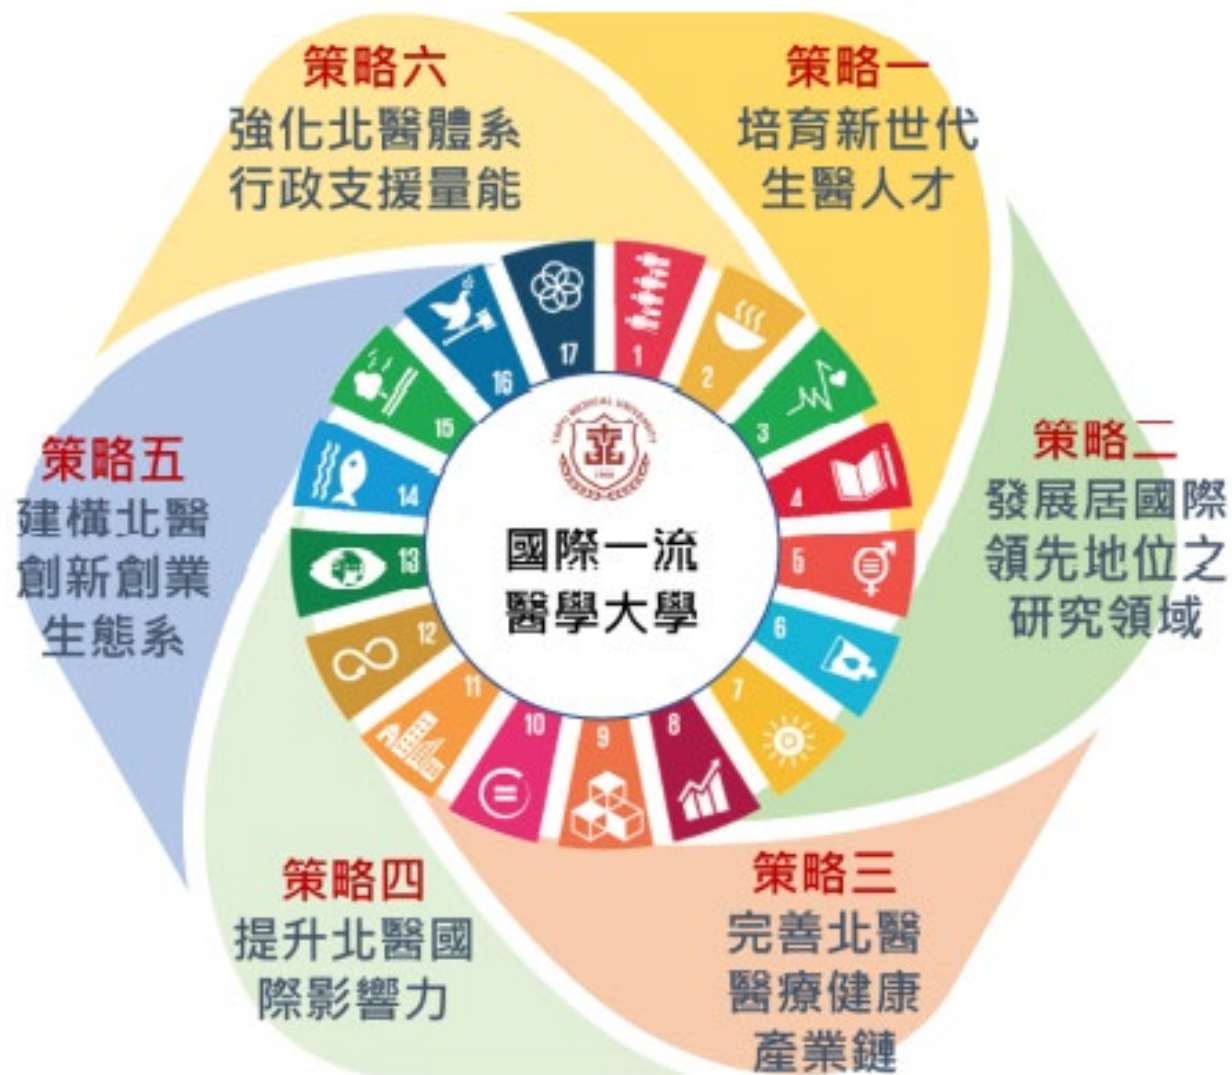 策略一
培育新世代
生醫人才
策略二
發展居國際
領先地位之
研究領域
策略三
完善北醫
醫療健康
產業鏈
策略四
提升北醫國
際影響力
策略五
建構北醫
創新創業
生態系
策略六
強化北醫體系
行政支援量能
1
2
3
4
5
6
7
8
9
10
11
12
13
14
15
16
17
TAIPEI MEDICAL UNIVERSITY
1960
國際一流
醫學大學